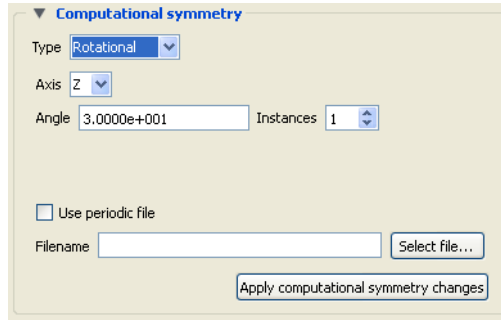 Computational symmetry
Type Rotational
Axis Z
Angle 3.0000e+001 Instances 1
Use periodic file
Filename Select file...
Apply computational symmetry changes